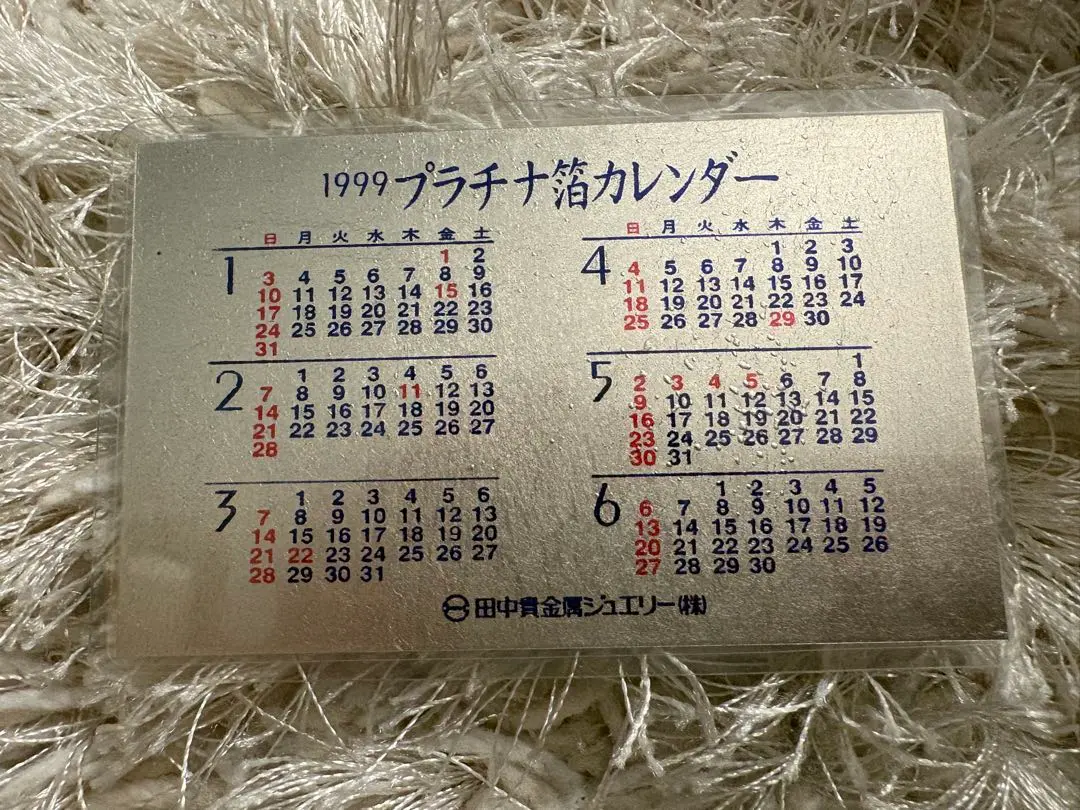 1999プラチナ箔カレンダー
日 月 火 水 木 金 土
1
1 2
3 4 5 6 7 8 9
10 11 12 13 14 15 16
17 18 19 20 21 22 23
24 25 26 27 28 29 30
31
2
1 2 3 4 5 6
7 8 9 10 11 12 13
14 15 16 17 18 19 20
21 22 23 24 25 26 27
28
3
1 2 3 4 5 6
7 8 9 10 11 12 13
14 15 16 17 18 19 20
21 22 23 24 25 26 27
28 29 30 31
日 月 火 水 木 金 土
4
1 2 3
4 5 6 7 8 9 10
11 12 13 14 15 16 17
18 19 20 21 22 23 24
25 26 27 28 29 30
5
1
2 3 4 5 6 7 8
9 10 11 12 13 14 15
16 17 18 19 20 21 22
23 24 25 26 27 28 29
30 31
6
1 2 3 4 5
6 7 8 9 10 11 12
13 14 15 16 17 18 19
20 21 22 23 24 25 26
27 28 29 30
田中貴金属ジュエリー(株)